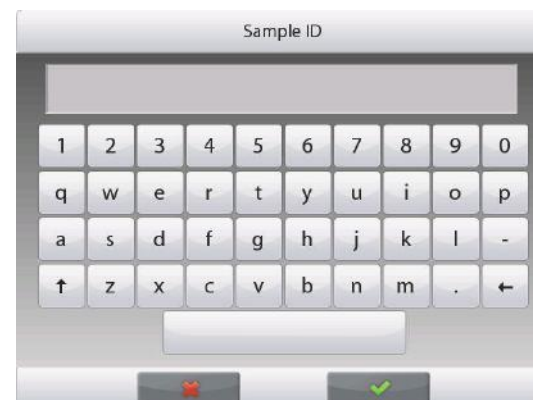 Sample ID
1 2 3 4 5 6 7 8 9 0
q w e r t y u i o p
a s d f g h j k l -
↑ z x c v b n m . ←